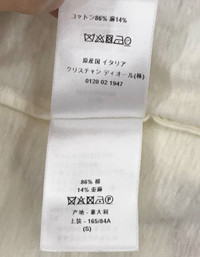 コットン86% 麻14%
原産国 イタリア
クリスチャン ディオール(株)
0120 02 1947
86% 棉
14% 亚麻
产地 - 意大利
上装 - 165/84A
(S)